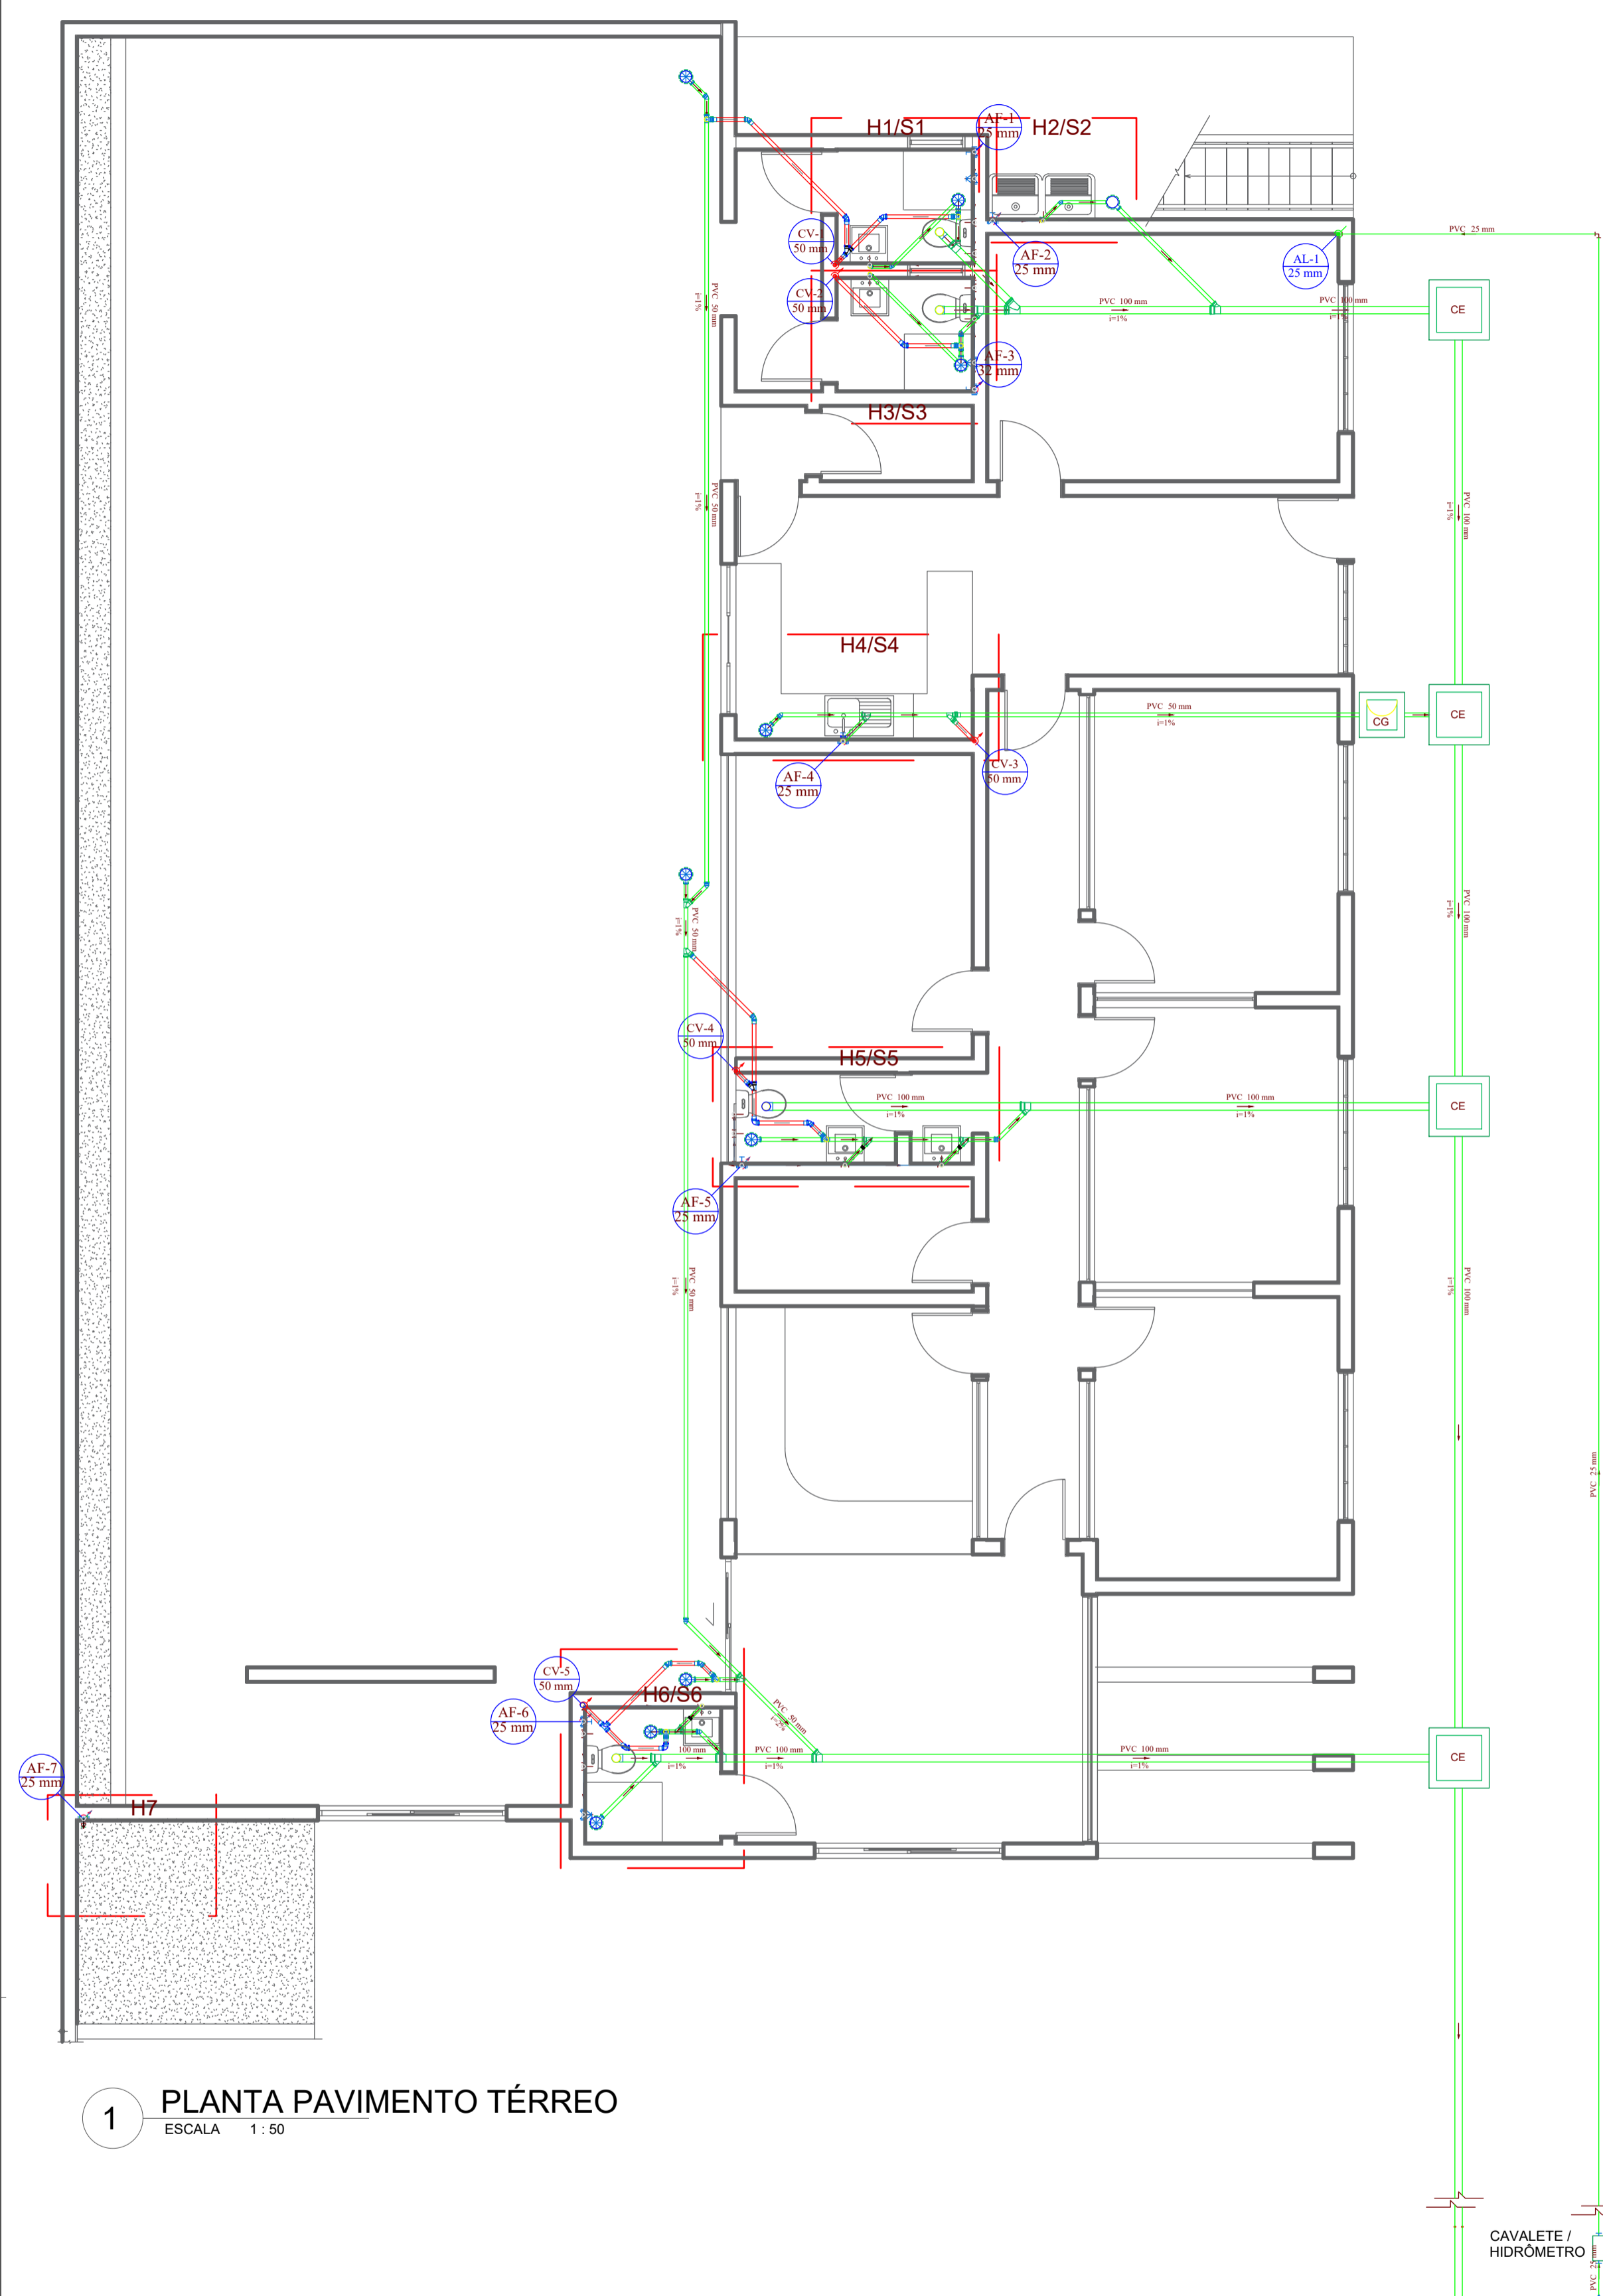 AF-1
25 mm
H1/S1
H2/S2
CV-1
50 mm
AF-2
25 mm
AL-1
25 mm
PVC 25 mm
CV-2
50 mm
PVC 50 mm
i=1%
PVC 100 mm
i=1%
PVC 100 mm
i=1%
CE
AF-3
32 mm
H3/S3
PVC 50 mm
i=1%
PVC 100 mm
i=1%
H4/S4
PVC 50 mm
i=1%
CG
CE
AF-4
25 mm
CV-3
50 mm
PVC 50 mm
i=1%
PVC 100 mm
i=1%
CV-4
50 mm
H5/S5
PVC 100 mm
i=1%
PVC 100 mm
i=1%
CE
AF-5
25 mm
PVC 50 mm
i=1%
PVC 100 mm
i=1%
PVC 25 mm
CV-5
50 mm
H6/S6
AF-6
25 mm
PVC 50 mm
i=2%
100 mm
i=1%
PVC 100 mm
i=1%
PVC 100 mm
i=1%
CE
AF-7
25 mm
H7
1
PLANTA PAVIMENTO TÉRREO
ESCALA 1 : 50
CAVALETE /
HIDRÔMETRO
PVC 25 mm